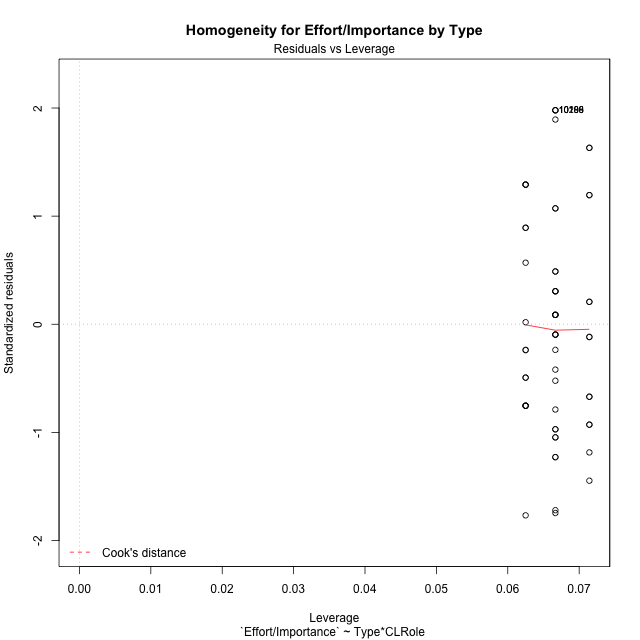 Homogeneity for Effort/Importance by Type
Residuals vs Leverage
2
1
0
-1
-2
Standardized residuals
Cook's distance
0.00 0.01 0.02 0.03 0.04 0.05 0.06 0.07
Leverage
`Effort/Importance` ~ Type*CLRole